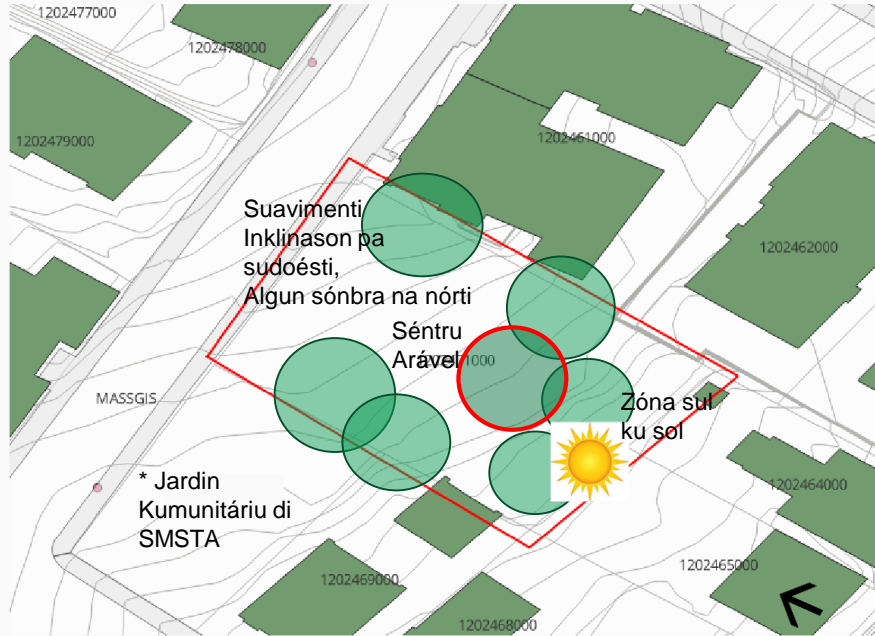 1202477000
1202478000
1202479000
1202461000
1202462000
Suavimenti
Inklinason pa
sudoésti,
Algun sónbra na nórti
Séntru
Arável
1000
MASSGIS
Zóna sul
ku sol
* Jardin
Kumunitáriu di
SMSTA
1202464000
1202465000
1202469000
1202468000